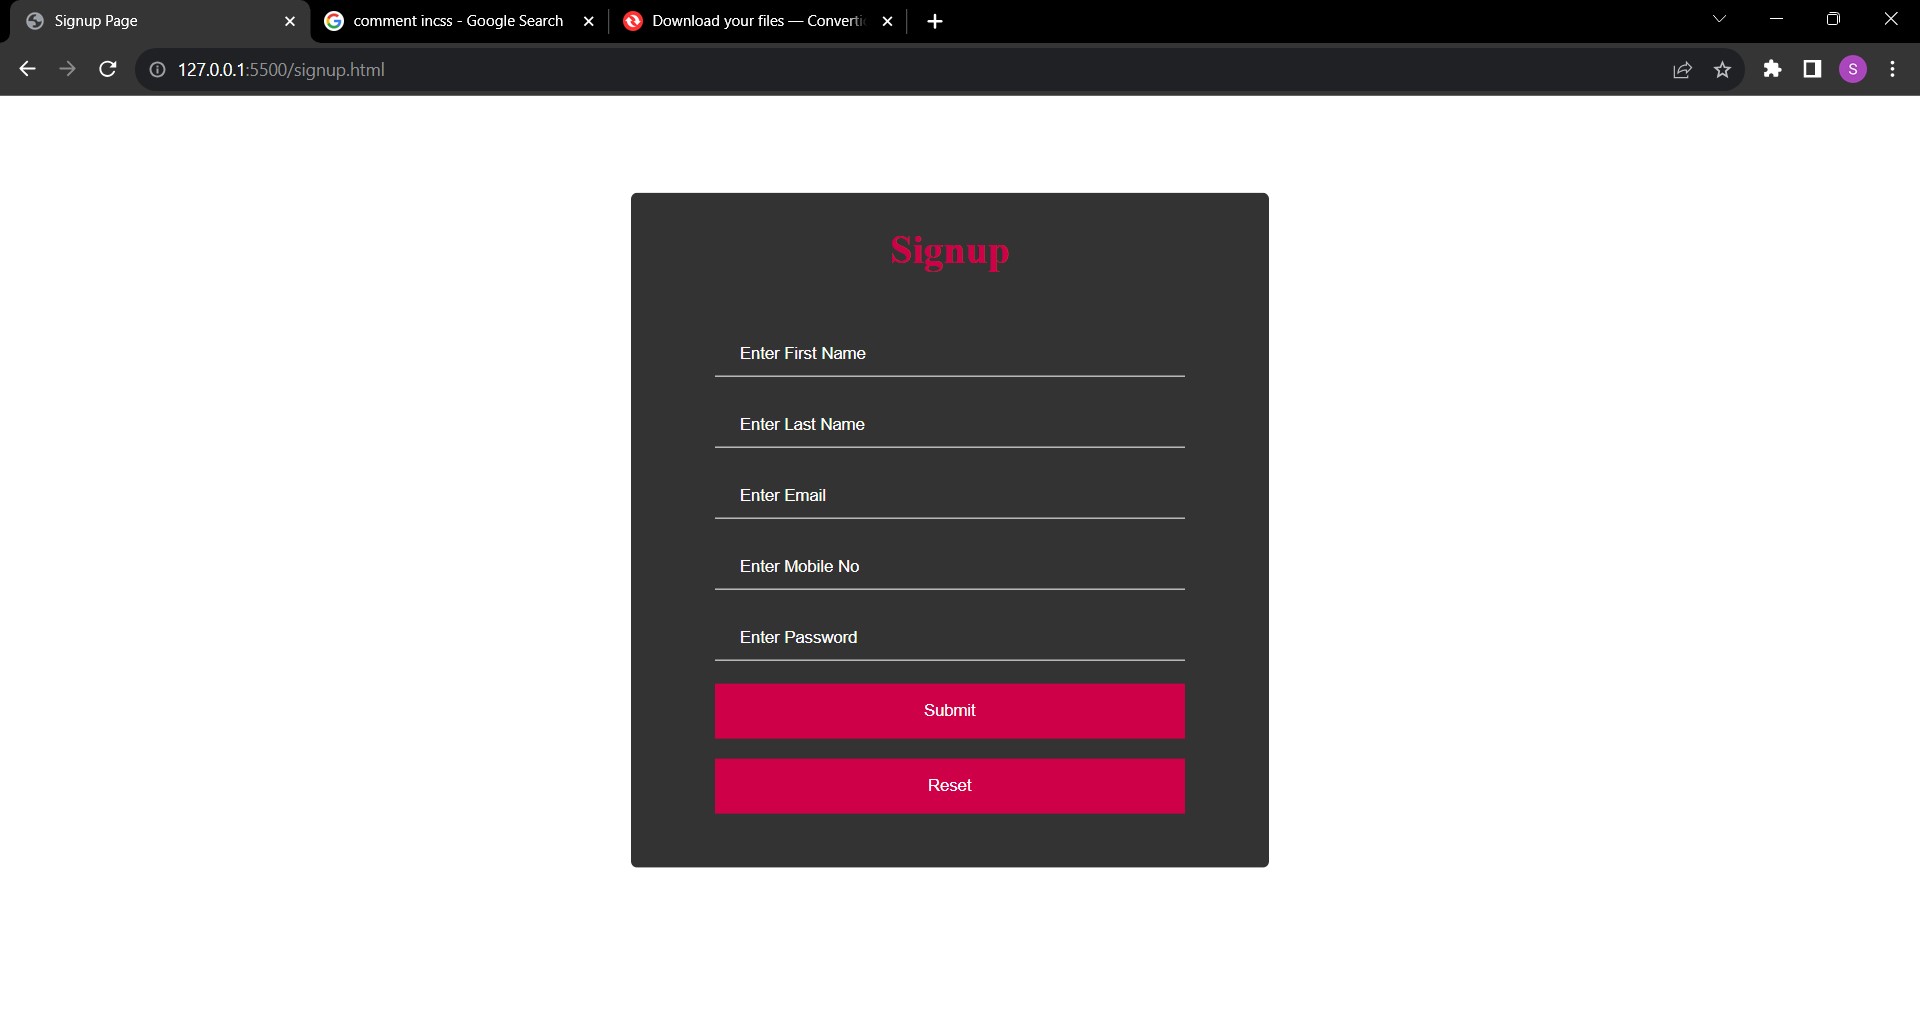 Signup Page
comment incss - Google Search
Download your files — Converti
127.0.0.1:5500/signup.html
S
Signup
Enter First Name
Enter Last Name
Enter Email
Enter Mobile No
Enter Password
Submit
Reset